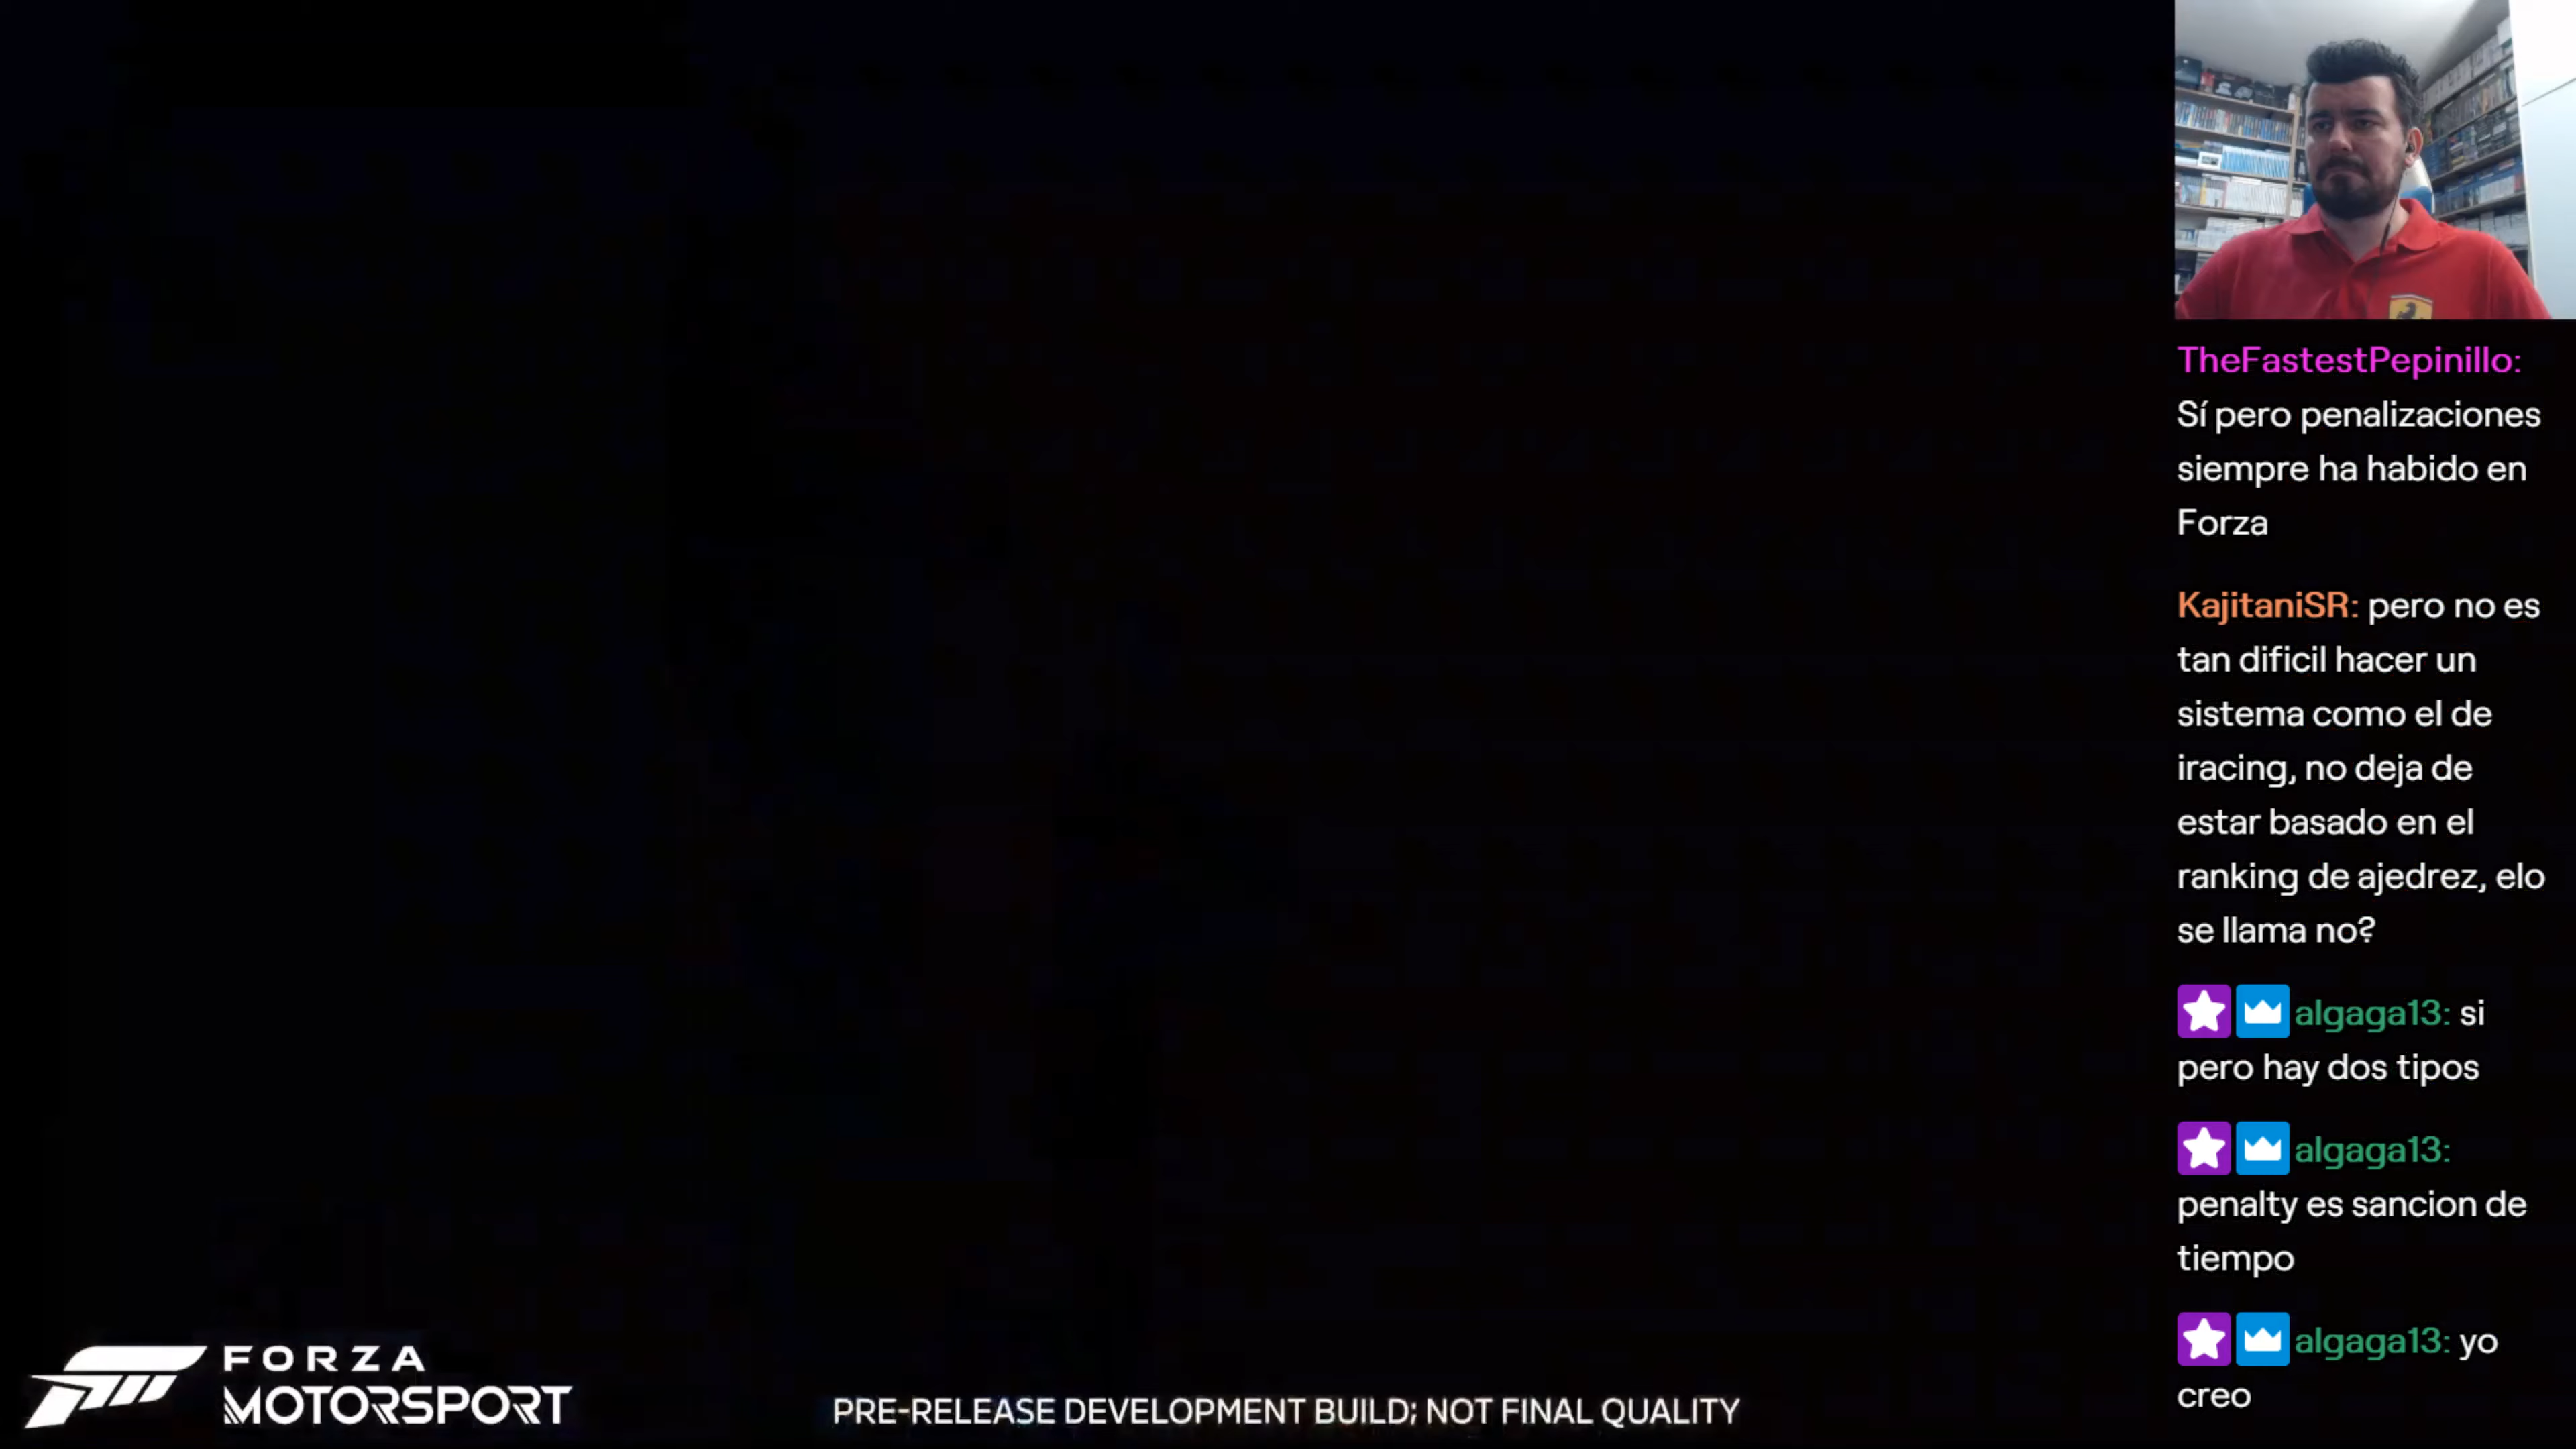 TheFastestPepinillo:
Sí pero penalizaciones
siempre ha habido en
Forza
KajitaniSR: pero no es
tan dificil hacer un
sistema como el de
iracing, no deja de
estar basado en el
ranking de ajedrez, elo
se llama no?
algaga13: si
pero hay dos tipos
algaga13:
penalty es sancion de
tiempo
algaga13: yo
creo
FORZA
MOTORSPORT
PRE-RELEASE DEVELOPMENT BUILD; NOT FINAL QUALITY